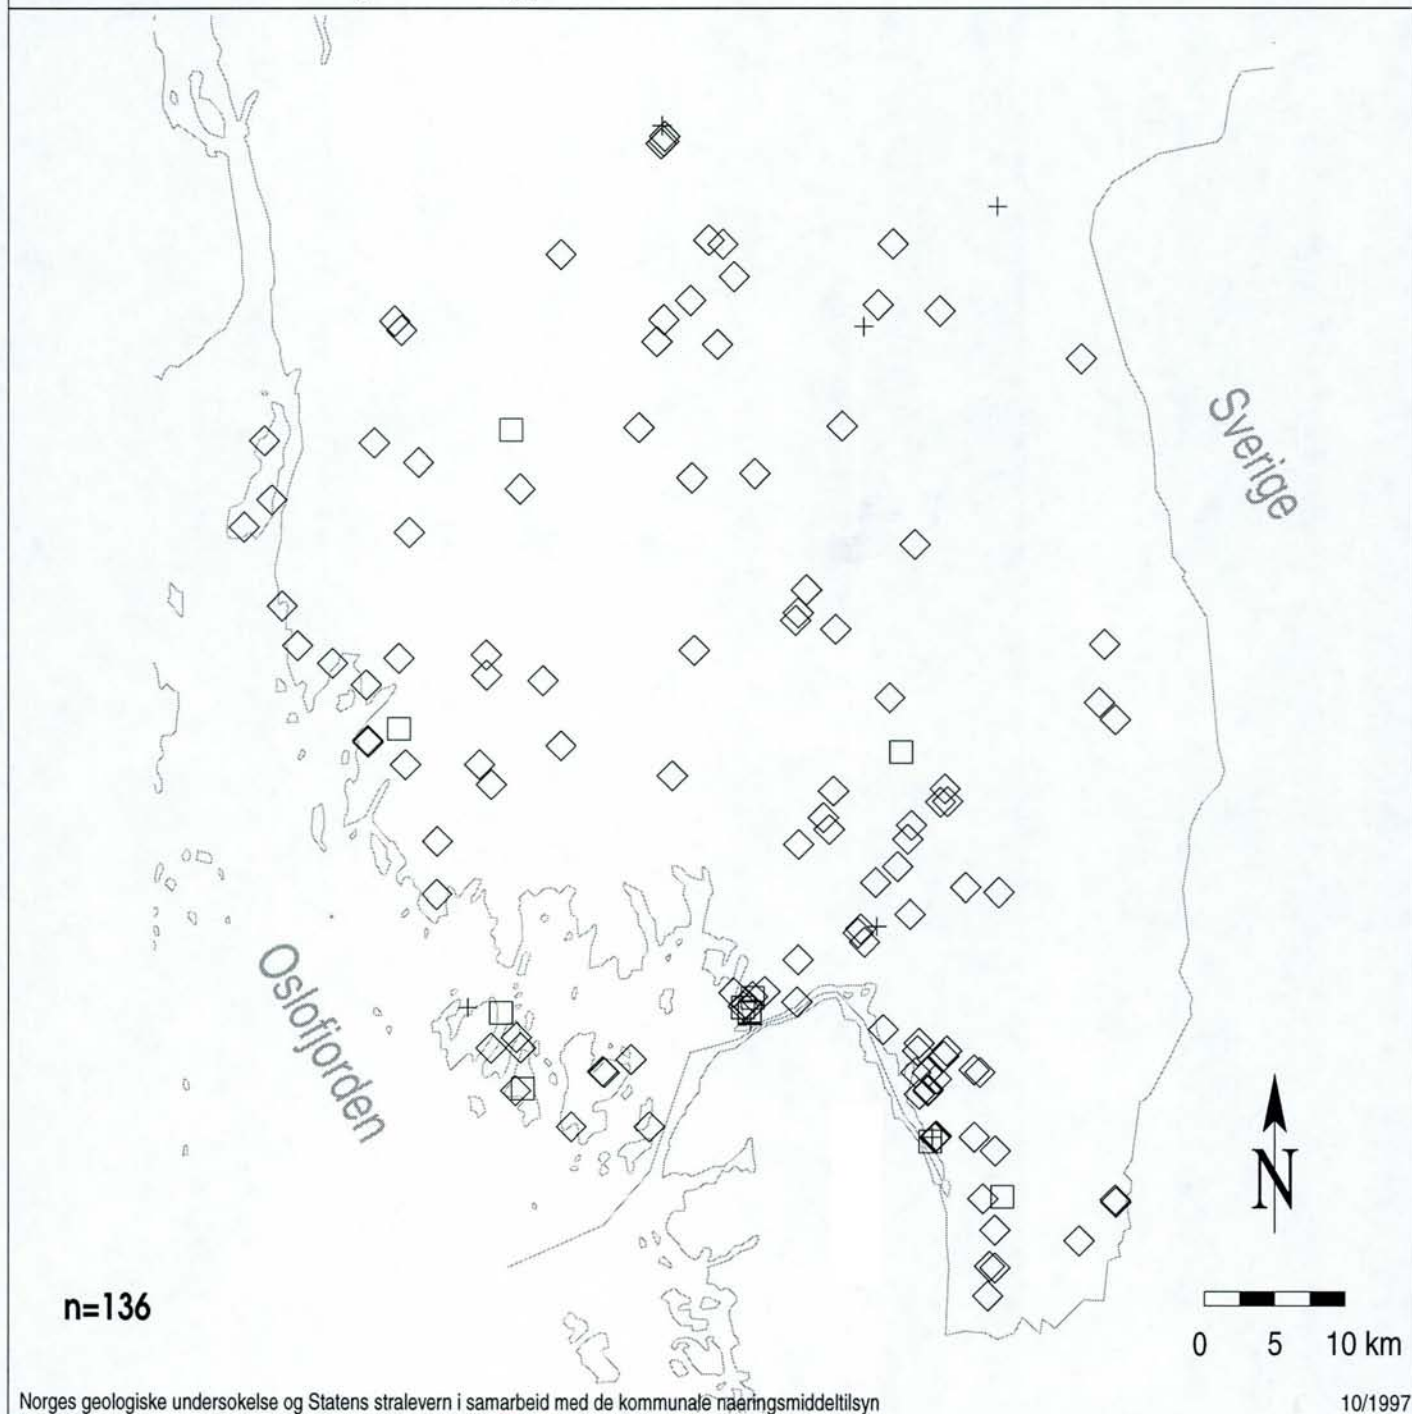 Sverige
Oslofjorden
N
n=136
0 5 10 km
Norges geologiske undersokelse og Statens stralevern i samarbeid med de kommunale naeringsmiddeltilsyn
10/1997